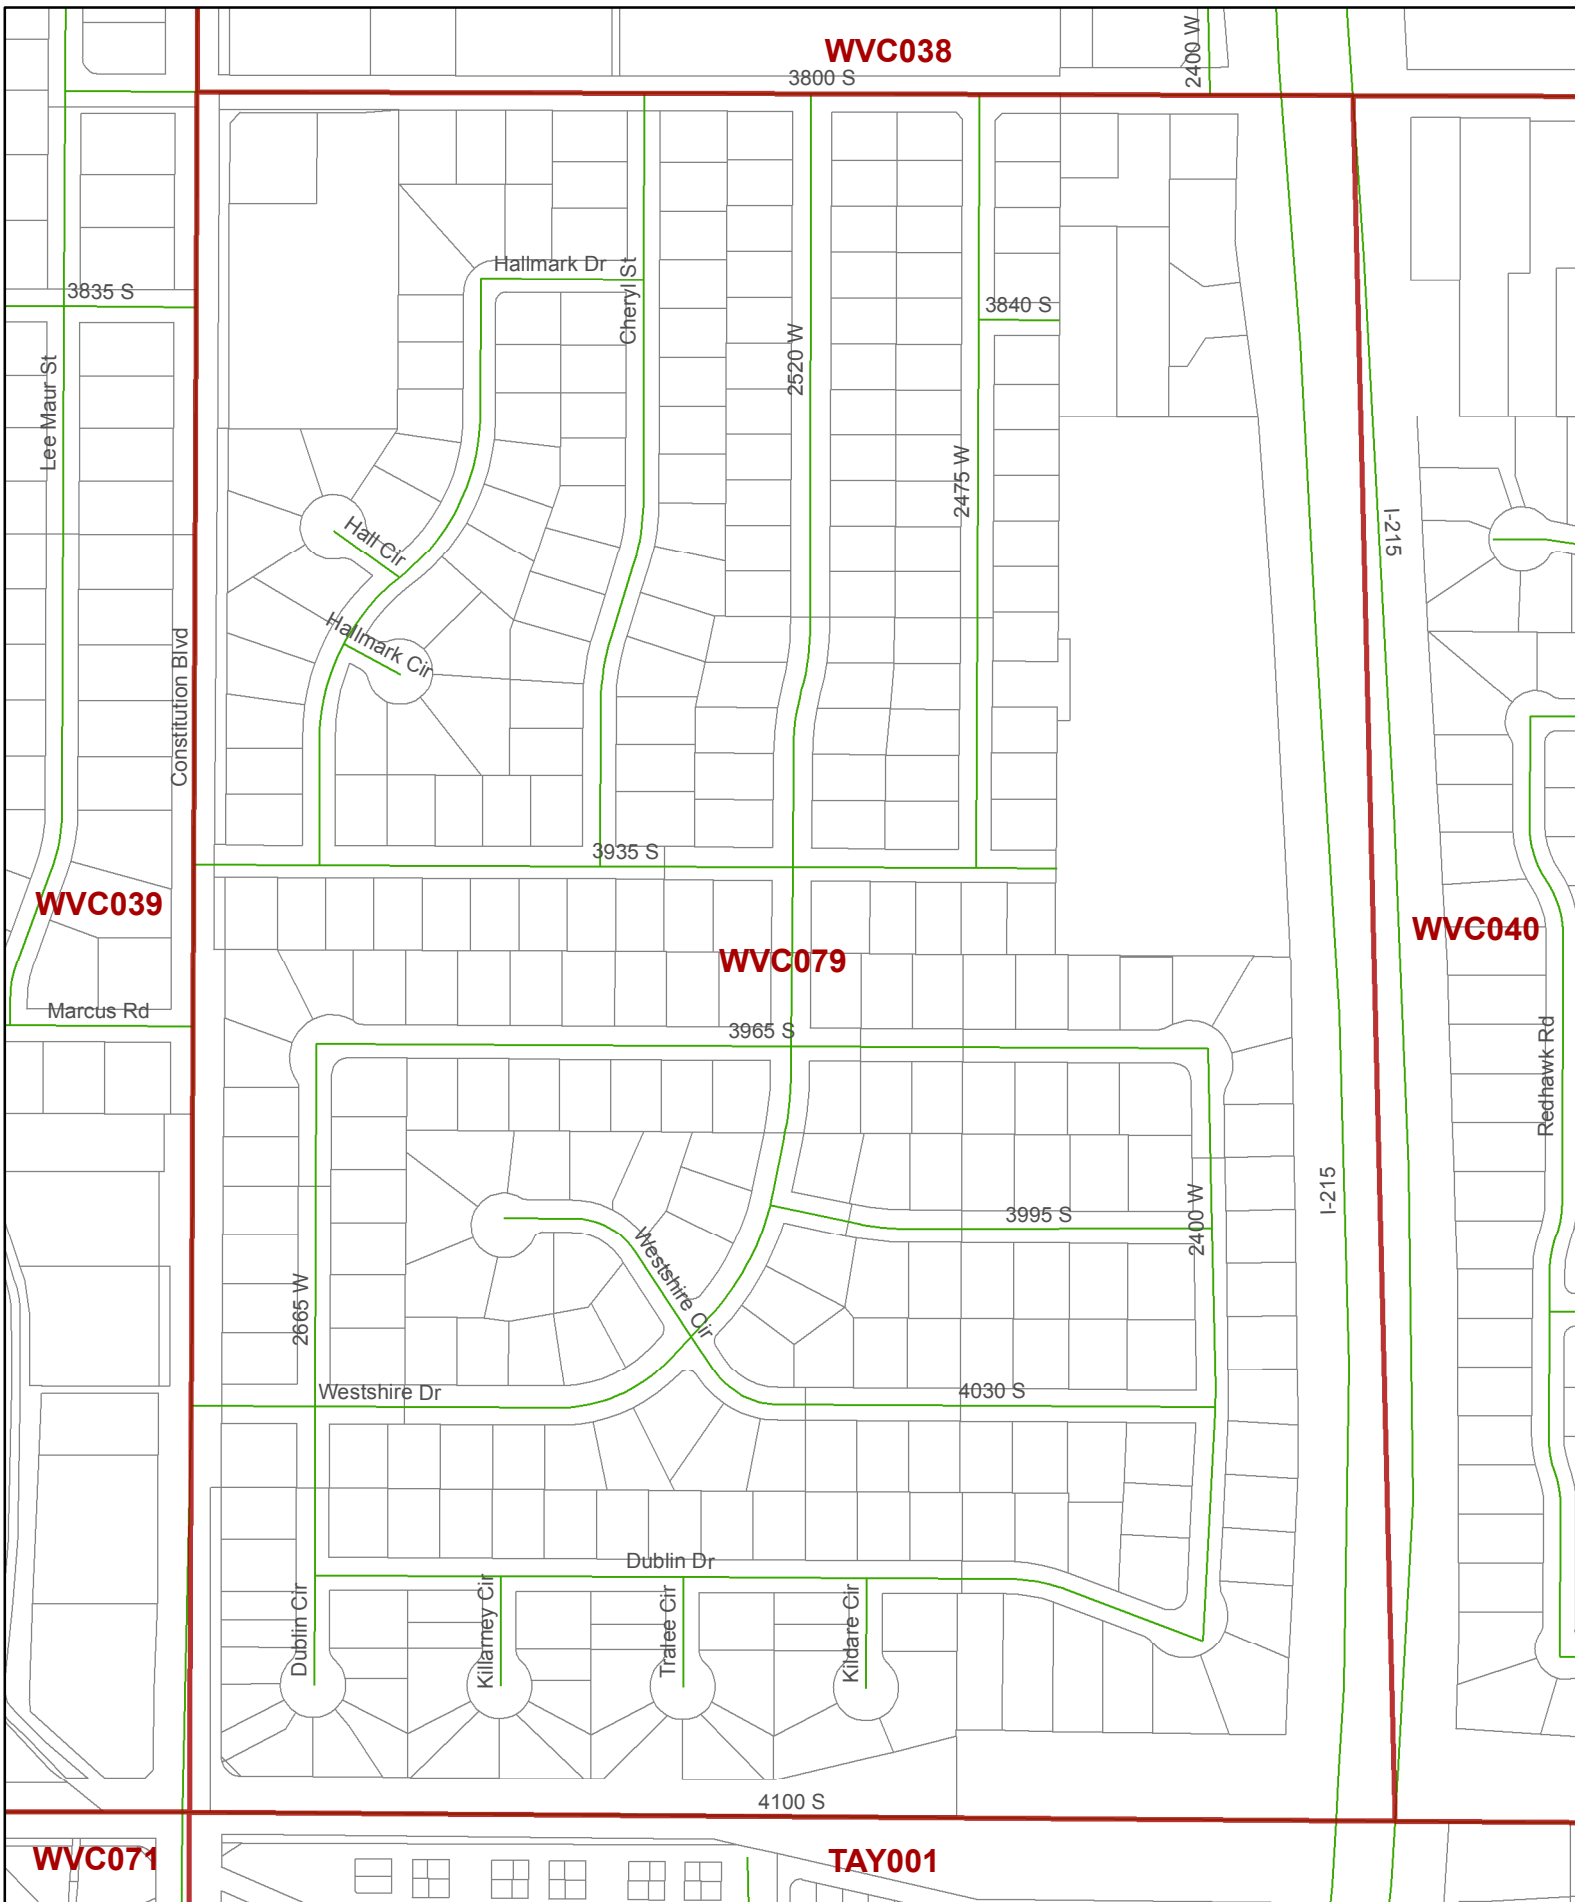 WVC038
3800 S
2400 W
Hallmark Dr
Cheryl St
3835 S
3840 S
2520 W
Lee Maur St
2475 W
I-215
Hall Cir
Hallmark Cir
Constitution Blvd
3935 S
WVC039
WVC079
WVC040
Marcus Rd
3965 S
Redhawk Rd
I-215
3995 S
2400 W
Westshire Cir
2665 W
Westshire Dr
4030 S
Dublin Dr
Dublin Cir
Killarney Cir
Tralee Cir
Kildare Cir
4100 S
WVC071
TAY001